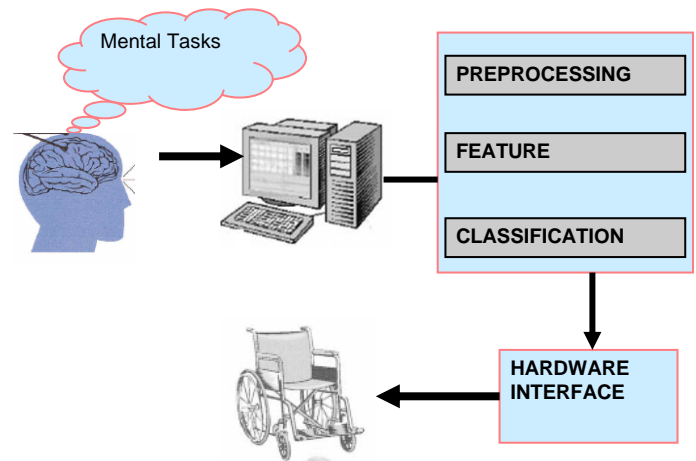 Mental Tasks
PREPROCESSING
FEATURE
CLASSIFICATION
HARDWARE
INTERFACE